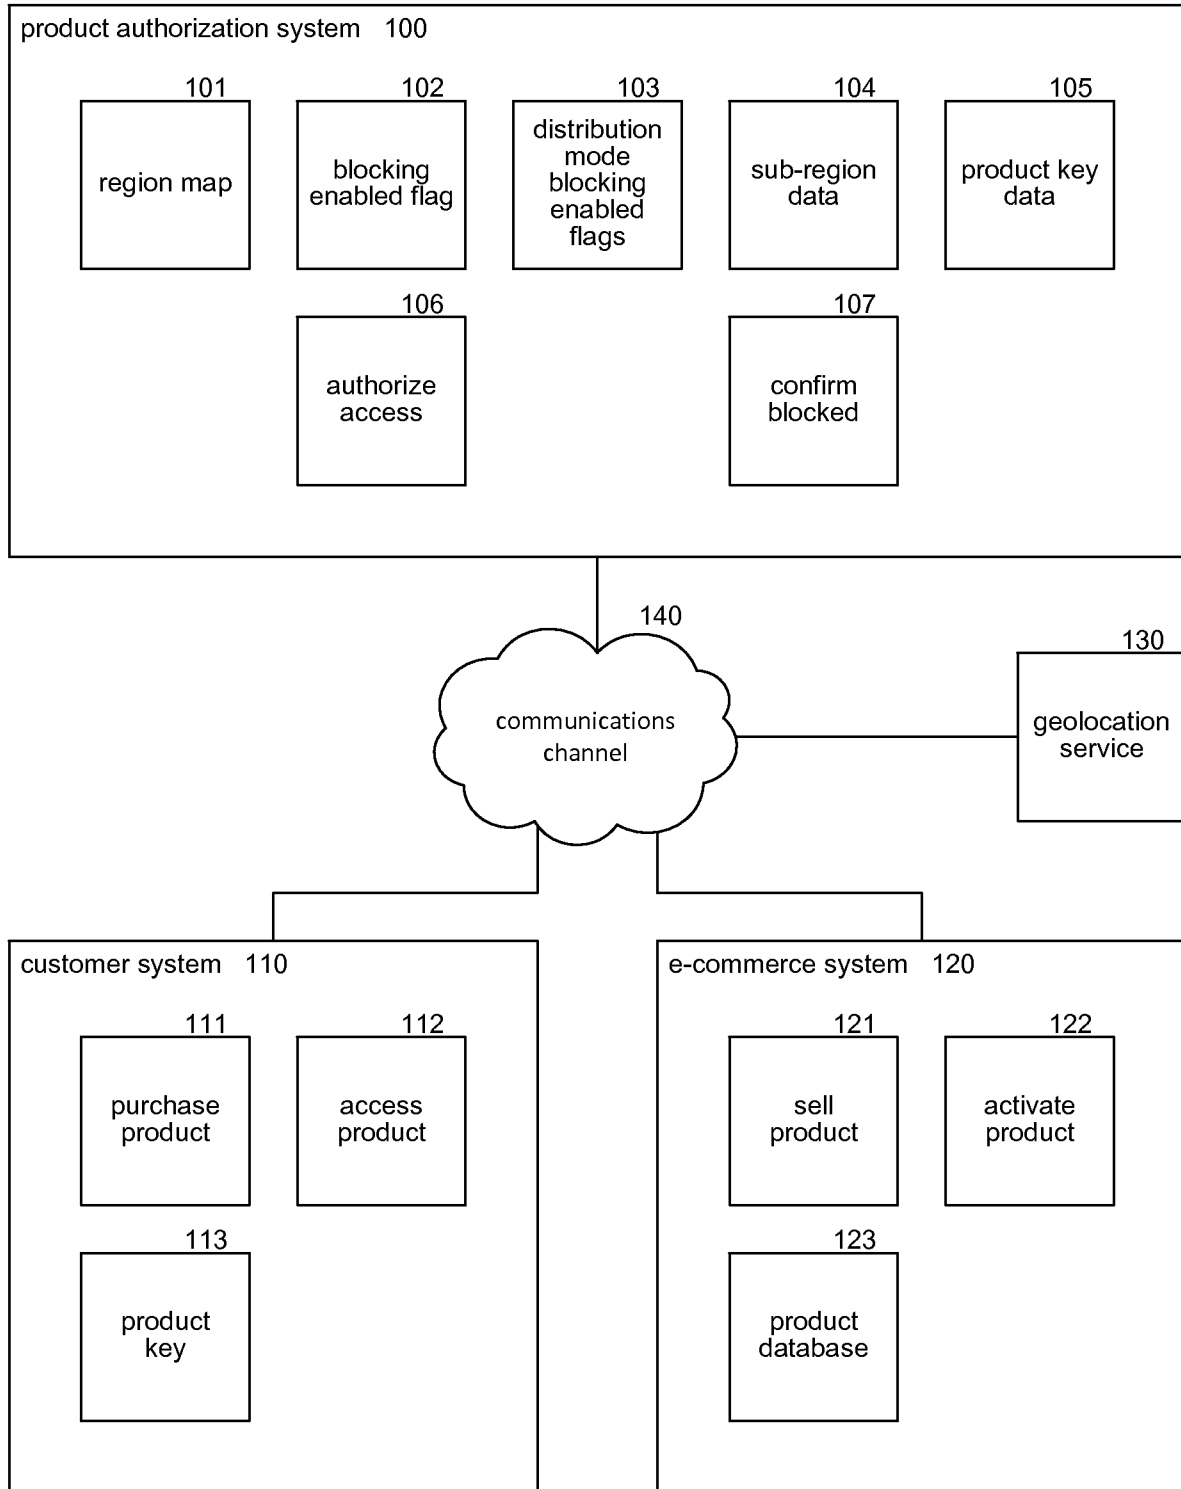 product authorization system 100
101
102
103
104
105
region map
blocking
enabled flag
distribution
mode
blocking
enabled
flags
sub-region
data
product key
data
106
107
authorize
access
confirm
blocked
140
communications
channel
130
geolocation
service
customer system 110
111
112
purchase
product
access
product
113
product
key
e-commerce system 120
121
122
sell
product
activate
product
123
product
database